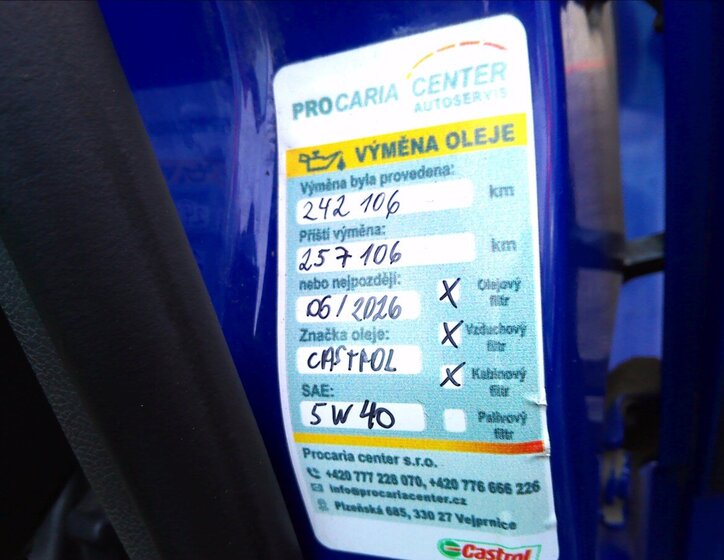 PROCARIA CENTER
AUTOSERVIS
VÝMĚNA OLEJE
Výměna byla provedena:
242 106 km
Příští výměna:
257 106 km
nebo nejpozději:
06/2026
X Olejový filtr
Značka oleje:
CASTROL
X Vzduchový filtr
SAE:
5W40
X Kabinový filtr
Palivový filtr
Procaria center s.r.o.
+420 777 228 070, +420 776 666 226
info@procariacenter.cz
Plzeňská 685, 330 27 Vejprnice
Castrol